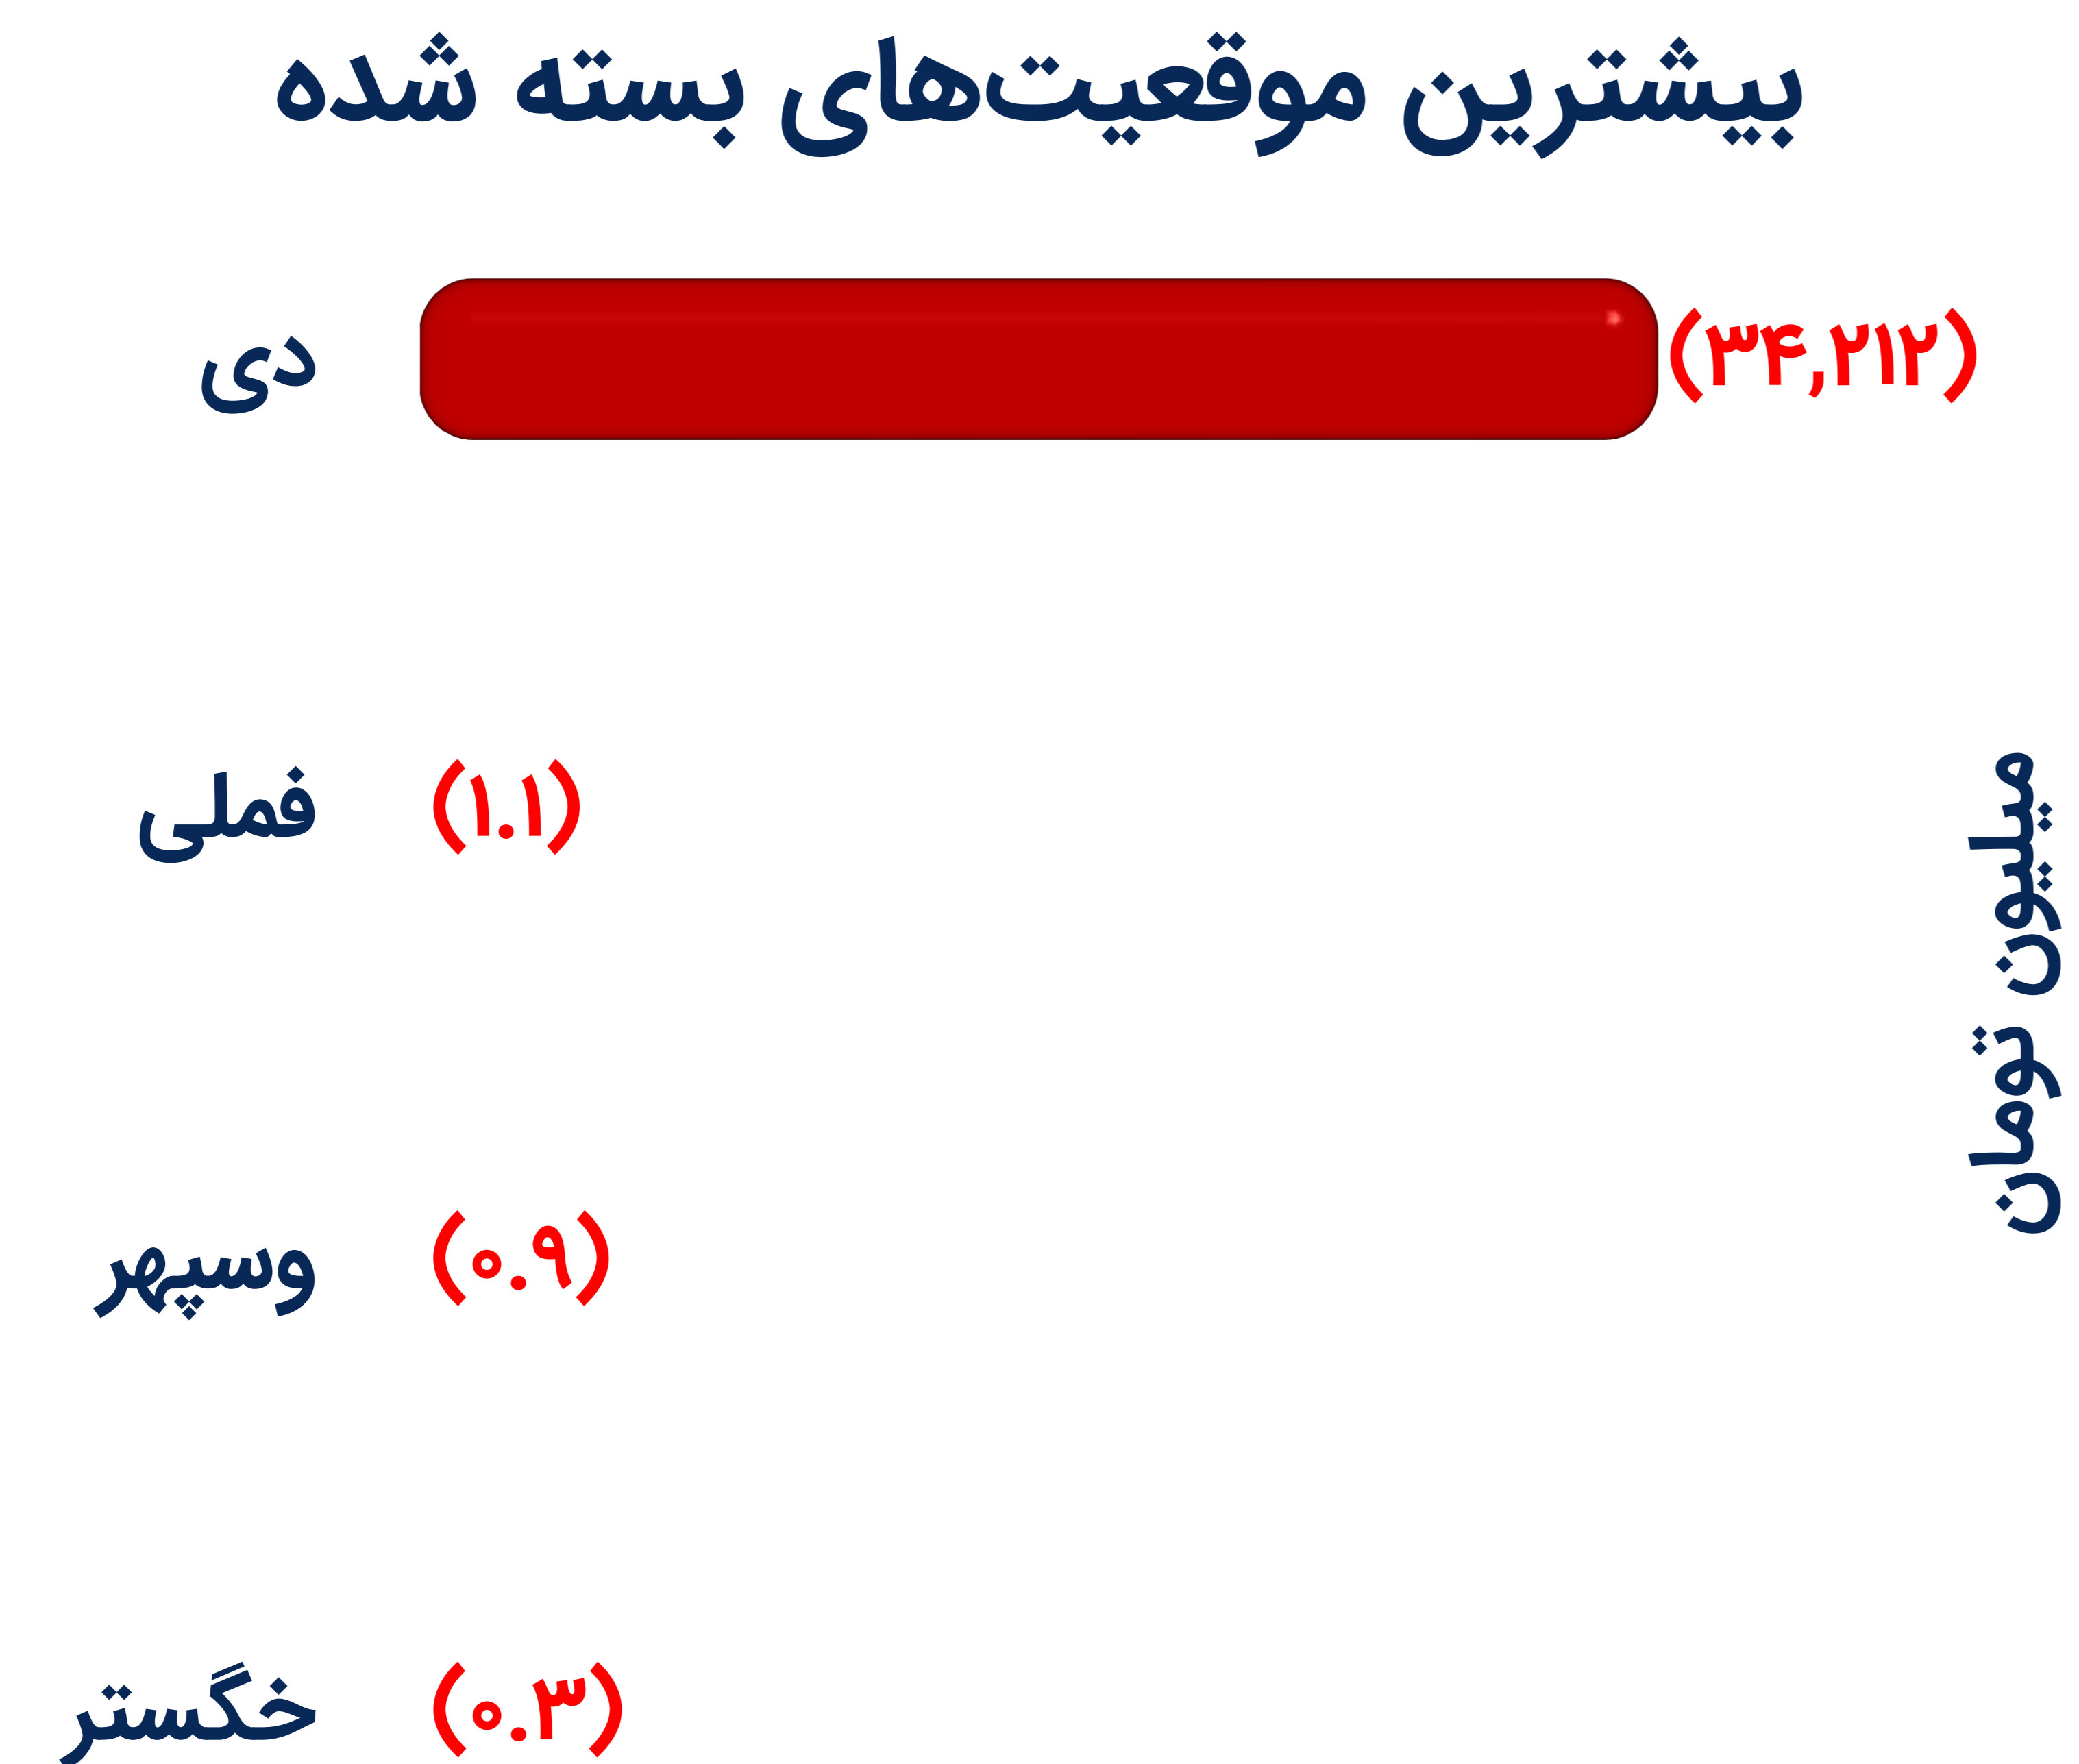 بیشترین موقعیت‌های بسته شده
دی (۳۴,۲۱۲)
فملی (۱.۱)
میلیون تومان
وسپهر (۰.۹)
خگستر (۰.۳)